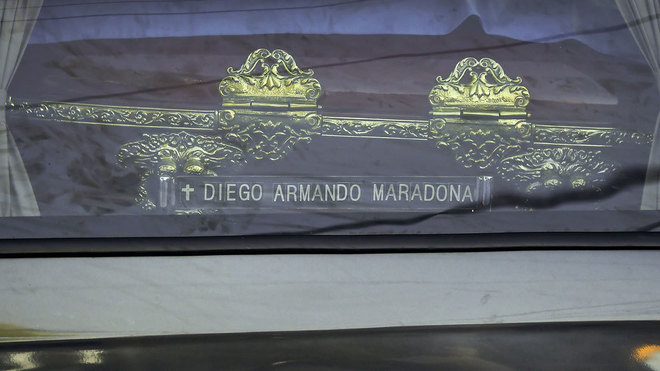 ✝ DIEGO ARMANDO MARADONA